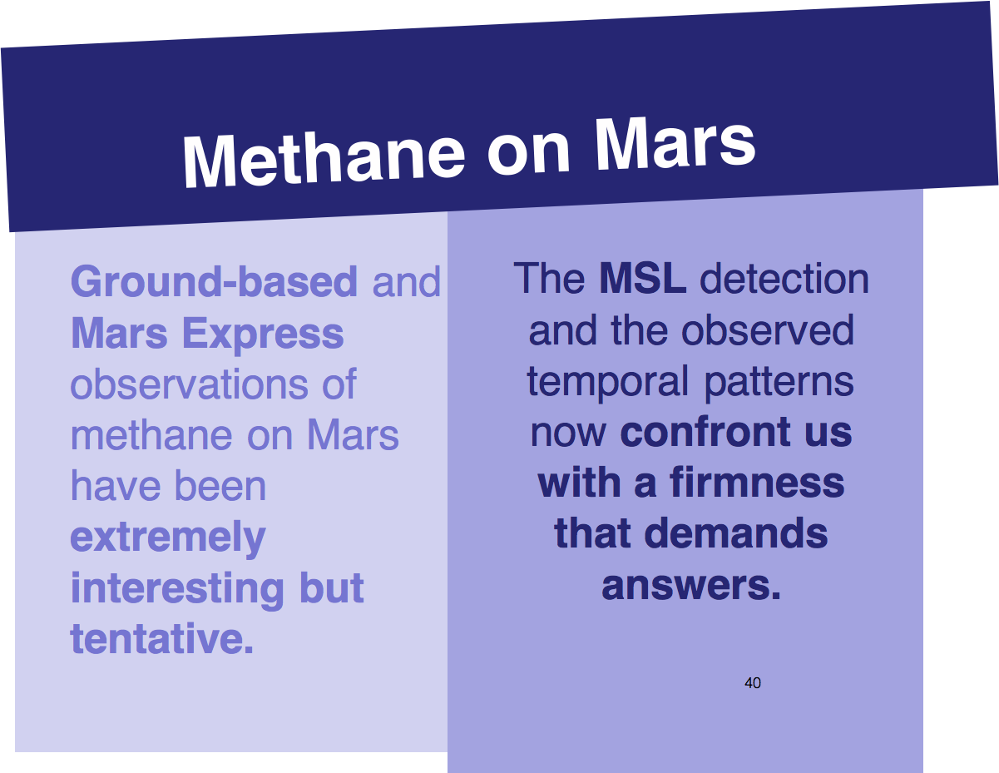 Methane on Mars
Ground-based and
Mars Express
observations of
methane on Mars
have been
extremely
interesting but
tentative.
The MSL detection
and the observed
temporal patterns
now confront us
with a firmness
that demands
answers.
40